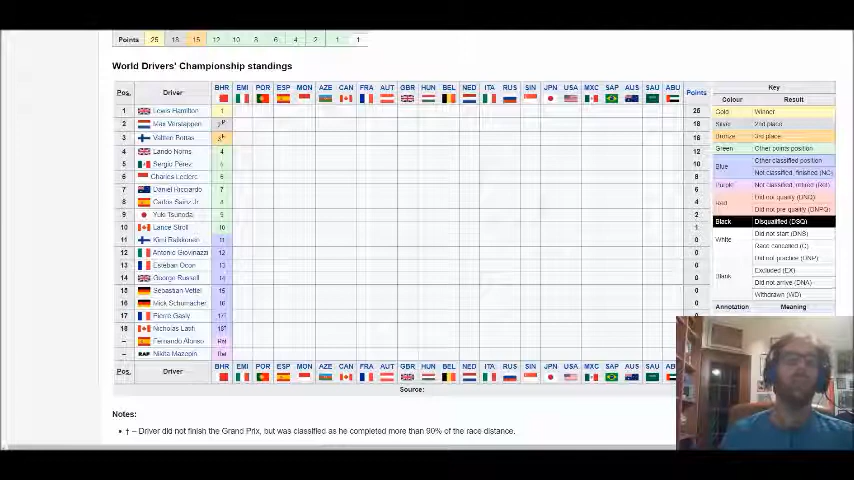 Points 25 18 15 12 10 8 6 4 2 1 1
World Drivers' Championship standings
Pos. Driver BHR EMI POR ESP MON AZE CAN FRA AUT GBR HUN BEL NED ITA RUS SIN JPN USA MXC SAP AUS SAU ABU Points
1 Lewis Hamilton 1 25
2 Max Verstappen 2P 18
3 Valtteri Bottas 3F 16
4 Lando Norris 4 12
5 Sergio Pérez 5 10
6 Charles Leclerc 6 8
7 Daniel Ricciardo 7 6
8 Carlos Sainz Jr. 8 4
9 Yuki Tsunoda 9 2
10 Lance Stroll 10 1
11 Kimi Räikkönen 11 0
12 Antonio Giovinazzi 12 0
13 Esteban Ocon 13 0
14 George Russell 14 0
15 Sebastian Vettel 15 0
16 Mick Schumacher 16 0
17 Pierre Gasly 17† 0
18 Nicholas Latifi 18† 
– Fernando Alonso Ret
– RAF Nikita Mazepin Ret
Pos. Driver BHR EMI POR ESP MON AZE CAN FRA AUT GBR HUN BEL NED ITA RUS SIN JPN USA MXC SAP AUS SAU ABU
Source:
Key
Colour Result
Gold Winner
Silver 2nd place
Bronze 3rd place
Green Other points position
Blue Other classified position
Not classified, finished (NC)
Purple Not classified, retired (Ret)
Red Did not qualify (DNQ)
Did not pre-qualify (DNPQ)
Black Disqualified (DSQ)
White Did not start (DNS)
Race cancelled (C)
Blank Did not practice (DNP)
Excluded (EX)
Did not arrive (DNA)
Withdrawn (WD)
Annotation Meaning
Notes:
• † – Driver did not finish the Grand Prix, but was classified as he completed more than 90% of the race distance.